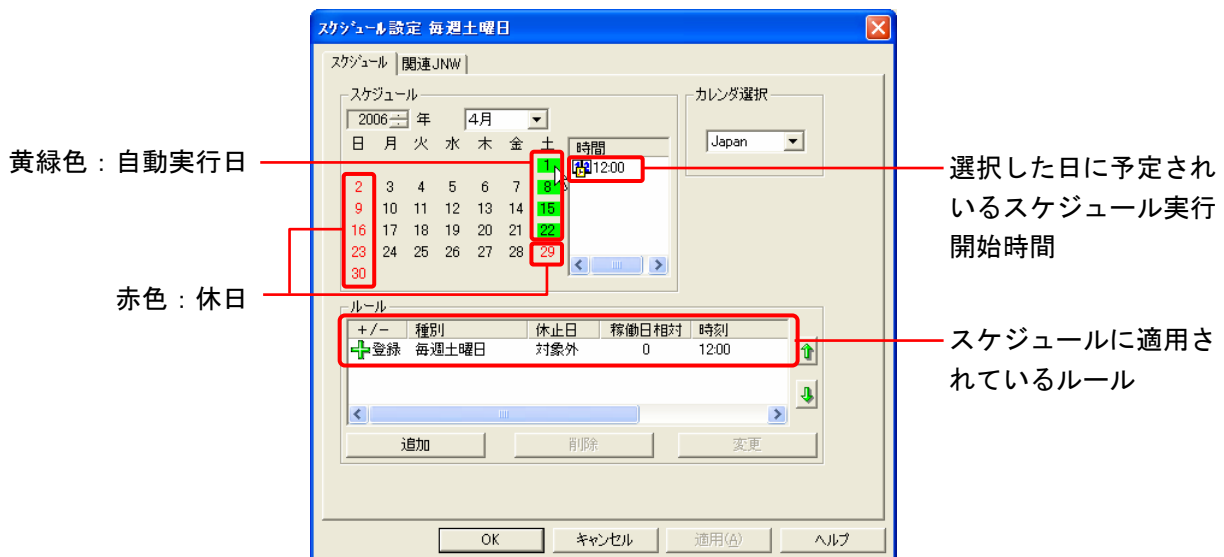 スケジュール設定 毎週土曜日
スケジュール 関連JNW
スケジュール
2006 年 4月
日 月 火 水 木 金 土
1
2 3 4 5 6 7 8
9 10 11 12 13 14 15
16 17 18 19 20 21 22
23 24 25 26 27 28 29
30
時間
12:00
カレンダ選択
Japan
黄緑色：自動実行日
赤色：休日
選択した日に予定され
いるスケジュール実行
開始時間
ルール
+/- 種別 休止日 稼働日相対 時刻
登録 毎週土曜日 対象外 0 12:00
スケジュールに適用さ
れているルール
追加 削除 変更
OK キャンセル 適用(A) ヘルプ